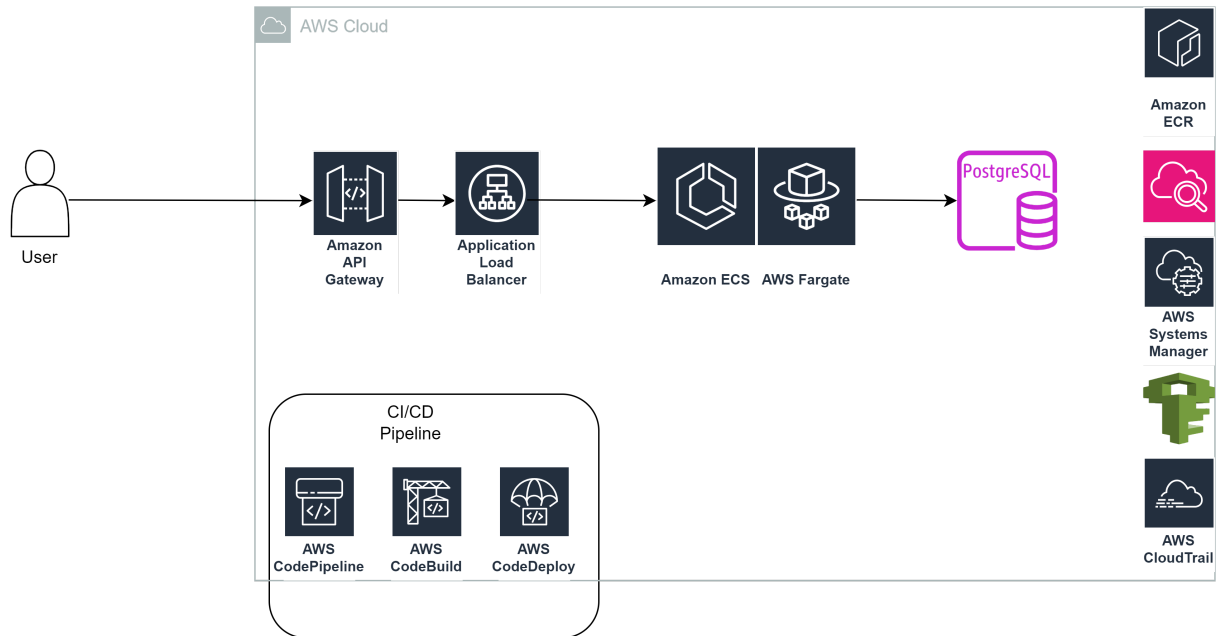 AWS Cloud
Amazon
ECR
User
Amazon
API
Gateway
Application
Load
Balancer
Amazon ECS
AWS Fargate
PostgreSQL
AWS
Systems
Manager
CI/CD
Pipeline
AWS
CodePipeline
AWS
CodeBuild
AWS
CodeDeploy
AWS
CloudTrail